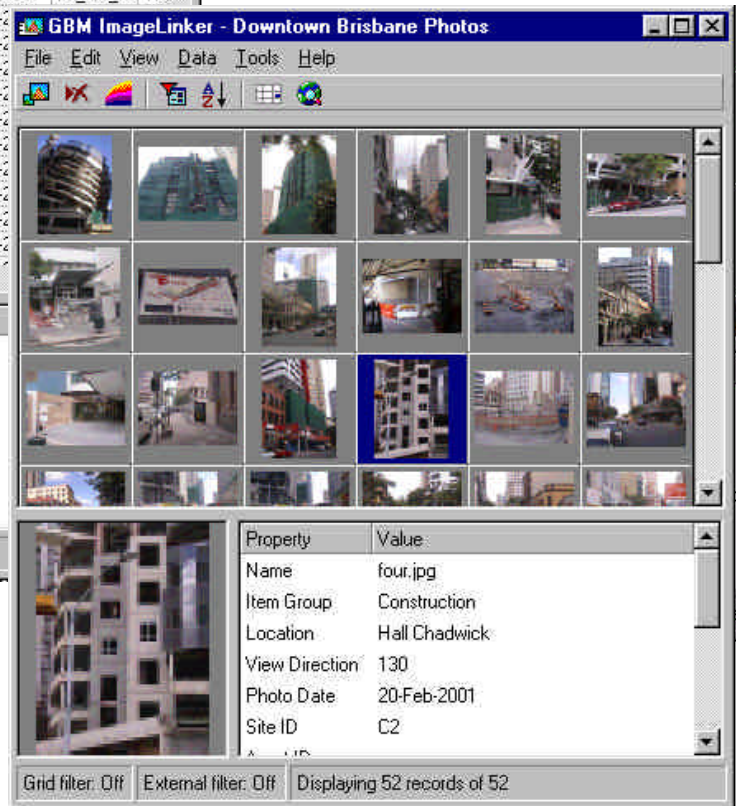 GBM ImageLinker - Downtown Brisbane Photos
File Edit View Data Tools Help
Property Value
Name four.jpg
Item Group Construction
Location Hall Chadwick
View Direction 130
Photo Date 20-Feb-2001
Site ID C2
Grid filter: Off External filter: Off Displaying 52 records of 52